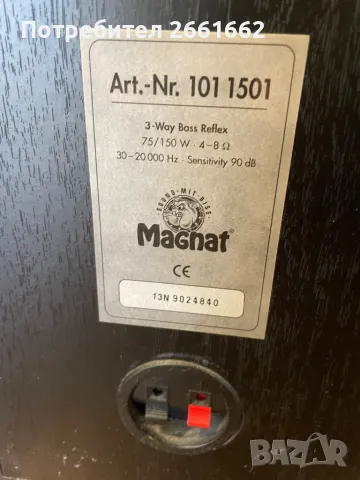 Потребител 2661662
Art.-Nr. 101 1501
3-Way Bass Reflex
75/150 W · 4–8 Ω
30–20 000 Hz · Sensitivity 90 dB
SOUND·MIT·BISS
Magnat®
CE
13N 9024840
BAZAR